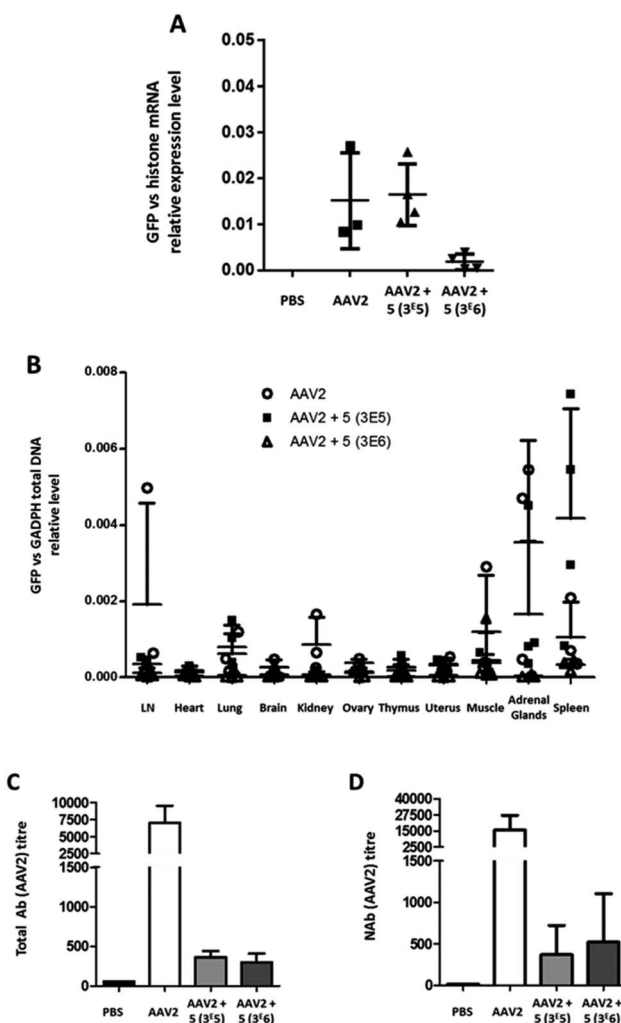 A
GFP vs histone mRNA
relative expression level
0.05
0.04
0.03
0.02
0.01
0.00
PBS
AAV2
AAV2 +
5 (3ᴱ5)
AAV2 +
5 (3ᴱ6)
B
GFP vs GADPH total DNA
relative level
0.008
0.006
0.004
0.002
0.000
AAV2
AAV2 + 5 (3E5)
AAV2 + 5 (3E6)
LN
Heart
Lung
Brain
Kidney
Ovary
Thymus
Uterus
Muscle
Adrenal
Glands
Spleen
C
Total Ab (AAV2) titre
10000
7500
5000
2500
1500
1000
500
0
PBS
AAV2
AAV2 +
5 (3ᴱ5)
AAV2 +
5 (3ᴱ6)
D
NAb (AAV2) titre
40000
27500
15000
2500
1500
1000
500
0
PBS
AAV2
AAV2 +
5 (3ᴱ5)
AAV2 +
5 (3ᴱ6)